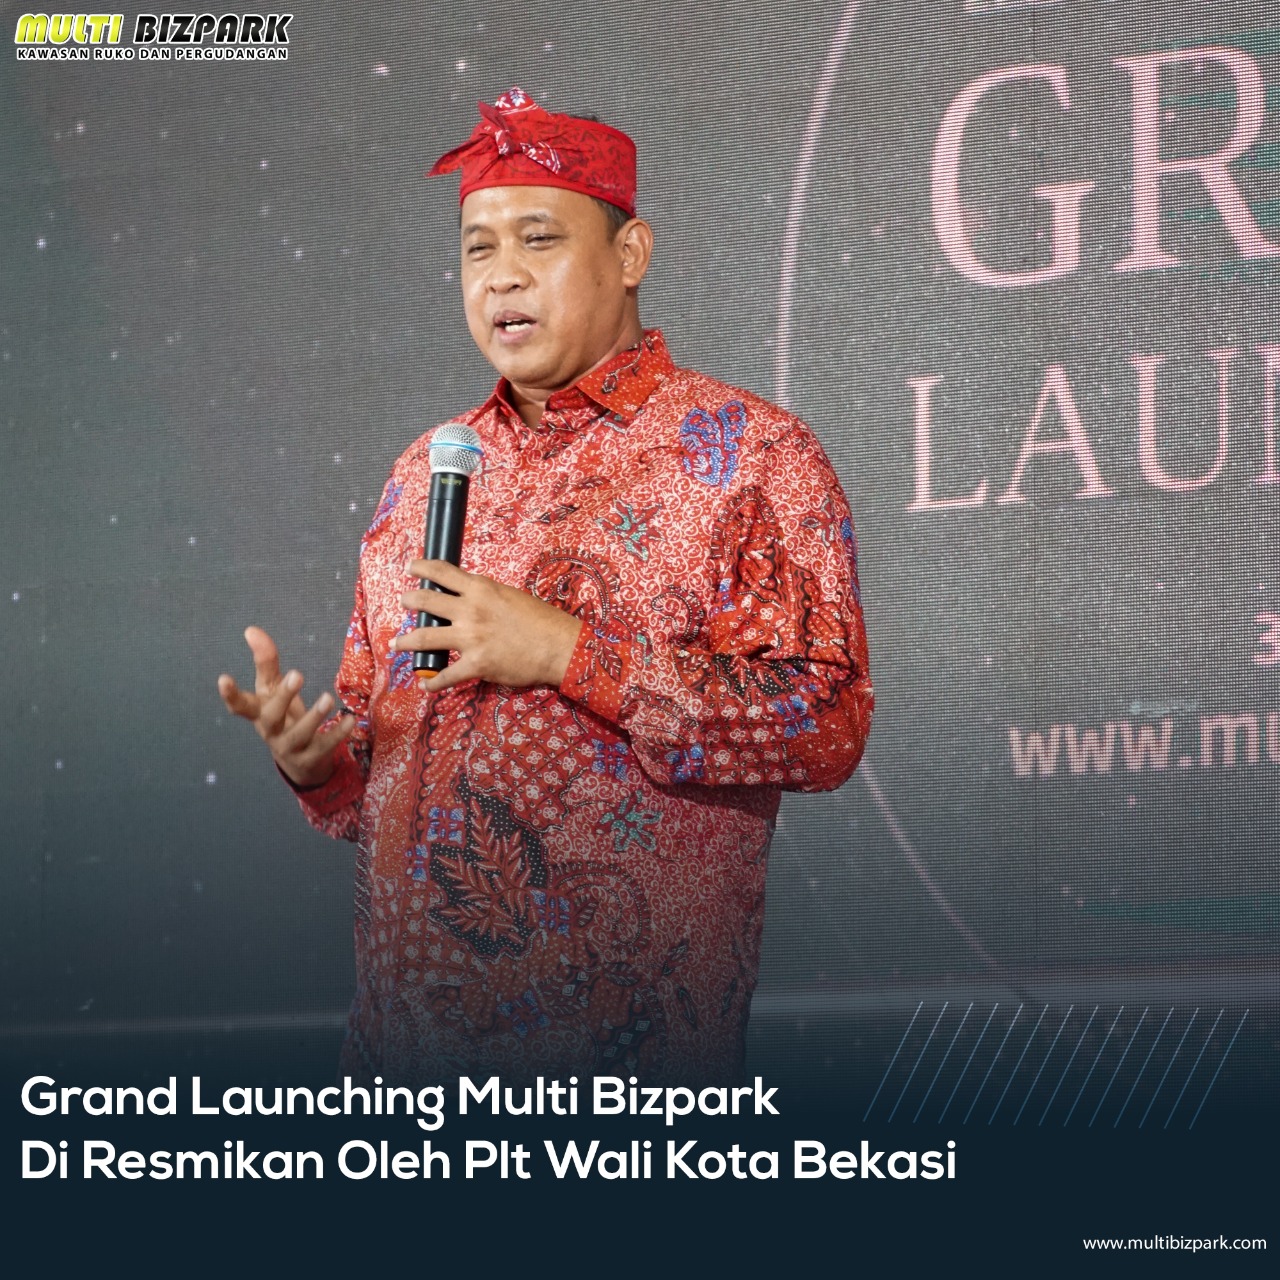 MULTI BIZPARK
KAWASAN RUKO DAN PERGUDANGAN
GR
LAU
www.mu
Grand Launching Multi Bizpark
Di Resmikan Oleh Plt Wali Kota Bekasi
www.multibizpark.com